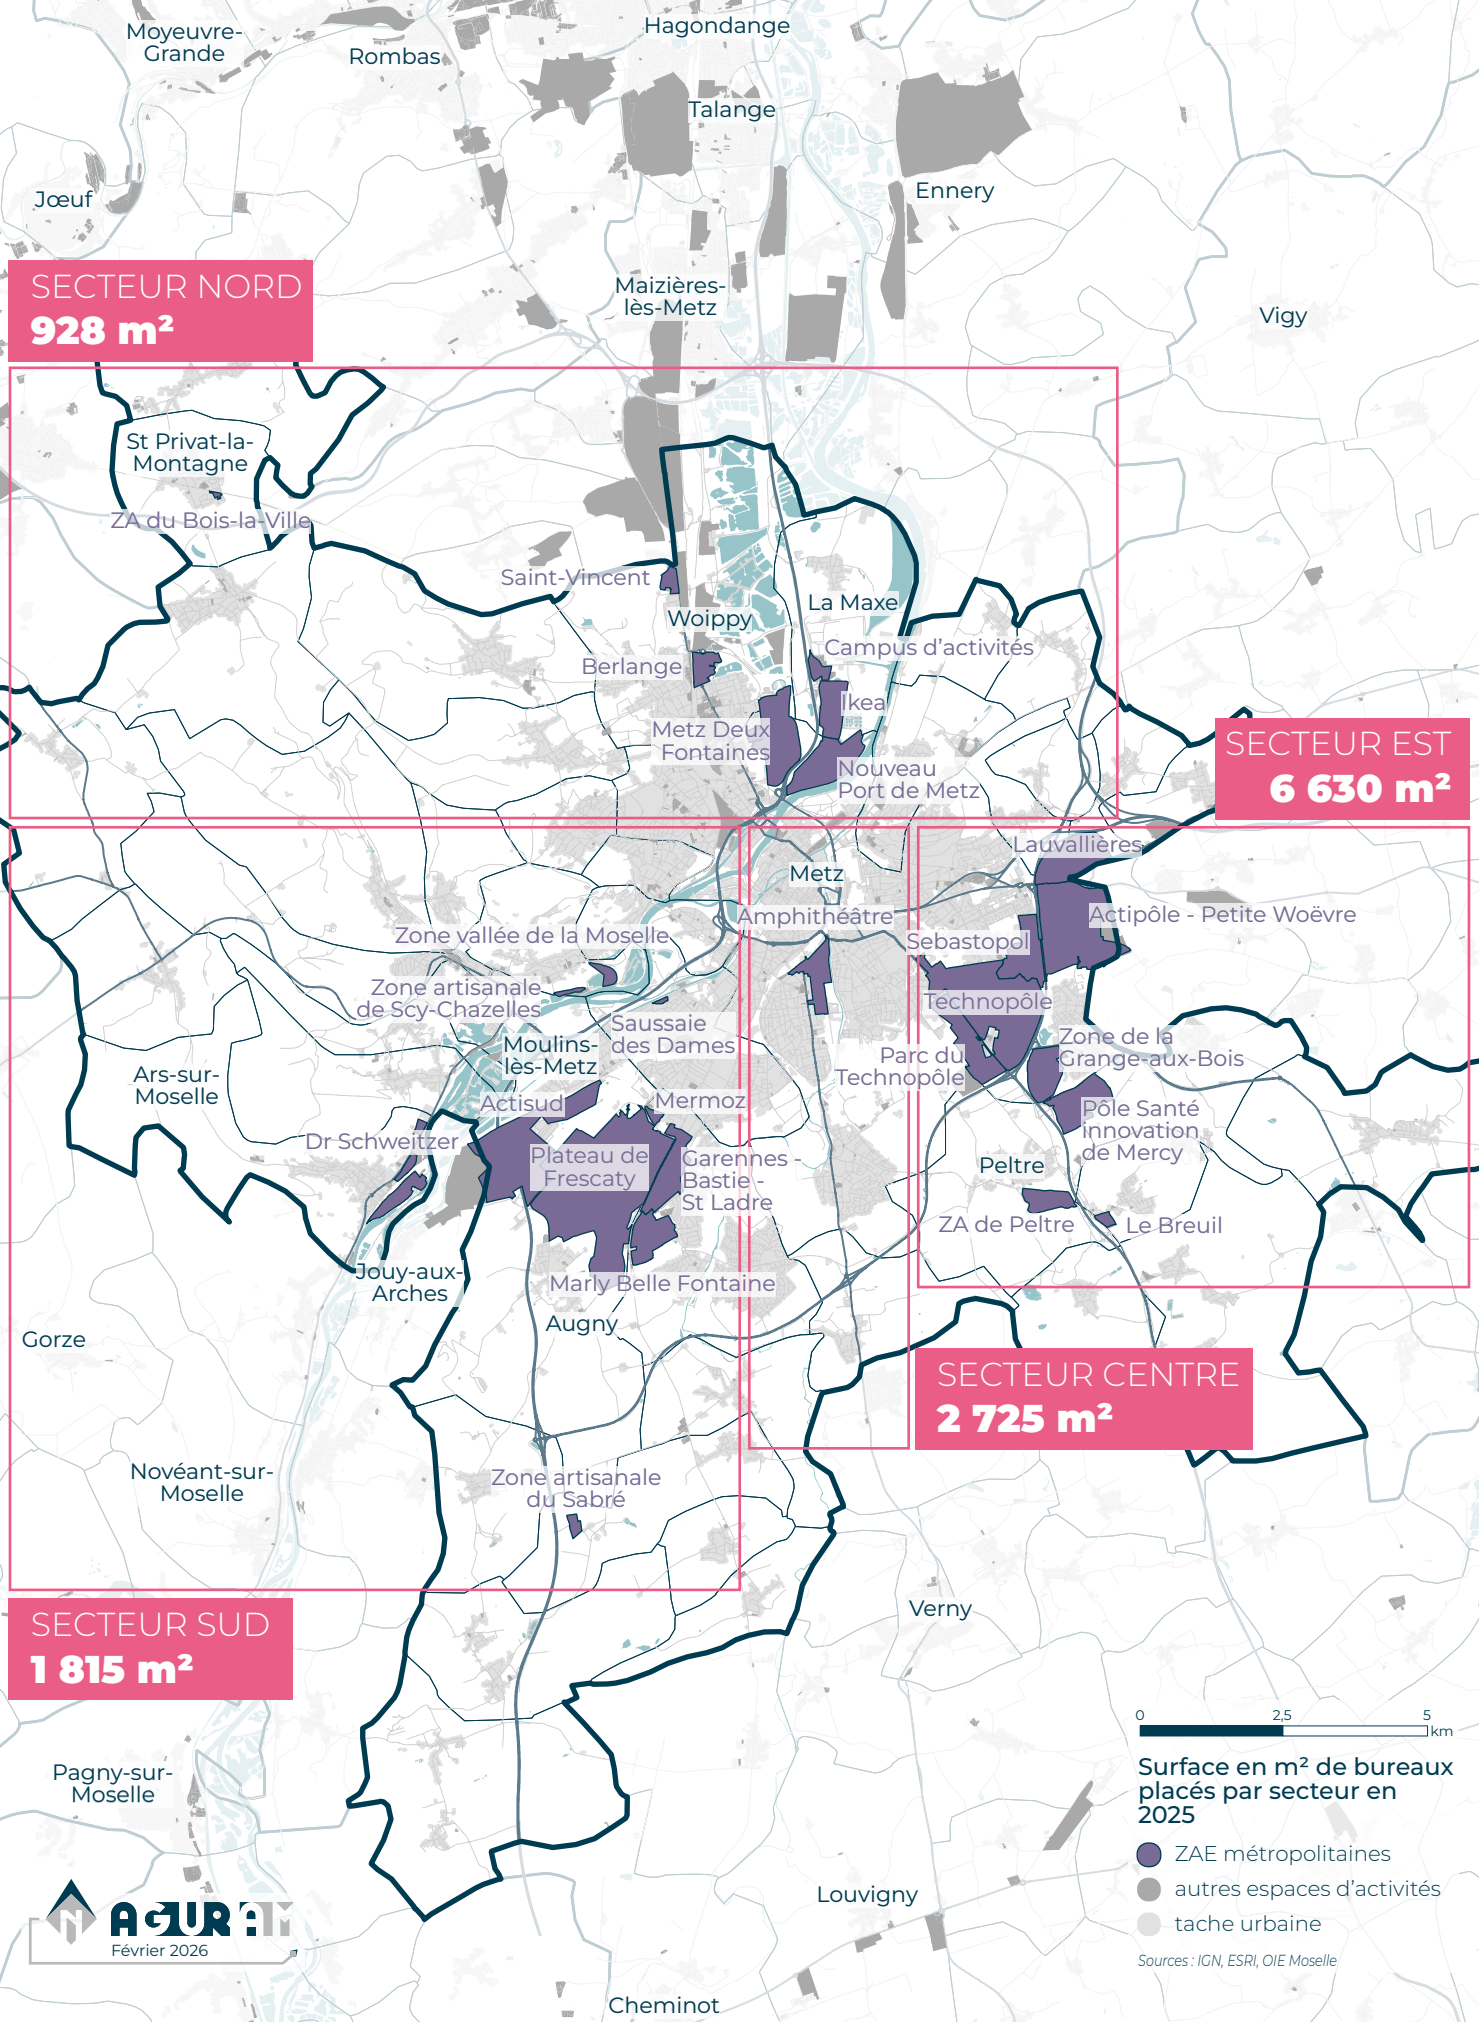 Moyeuvre-
Grande
Rombas
Hagondange
Talange
Jœuf
Ennery
SECTEUR NORD
928 m²
Maizières-
lès-Metz
Vigy
St Privat-la-
Montagne
ZA du Bois-la-Ville
Saint-Vincent
Woippy
La Maxe
Berlange
Campus d'activités
Ikea
Metz Deux
Fontaines
Nouveau
Port de Metz
SECTEUR EST
6 630 m²
Lauvallières
Metz
Amphithéâtre
Actipôle - Petite Woëvre
Zone vallée de la Moselle
Sebastopol
Zone artisanale
de Scy-Chazelles
Technopôle
Saussaie
des Dames
Moulins-
lès-Metz
Zone de la
Grange-aux-Bois
Parc du
Technopôle
Ars-sur-
Moselle
Actisud
Mermoz
Pôle Santé
innovation
de Mercy
Dr Schweitzer
Plateau de
Frescaty
Garennes -
Bastie -
St Ladre
Peltre
ZA de Peltre
Le Breuil
Jouy-aux-
Arches
Marly Belle Fontaine
Augny
Gorze
SECTEUR CENTRE
2 725 m²
Novéant-sur-
Moselle
Zone artisanale
du Sabré
SECTEUR SUD
1 815 m²
Verny
Pagny-sur-
Moselle
0 2,5 5
km
Surface en m² de bureaux
placés par secteur en
2025
ZAE métropolitaines
autres espaces d'activités
tache urbaine
Sources : IGN, ESRI, OIE Moselle
Louvigny
Cheminot
N
AGURAM
Février 2026